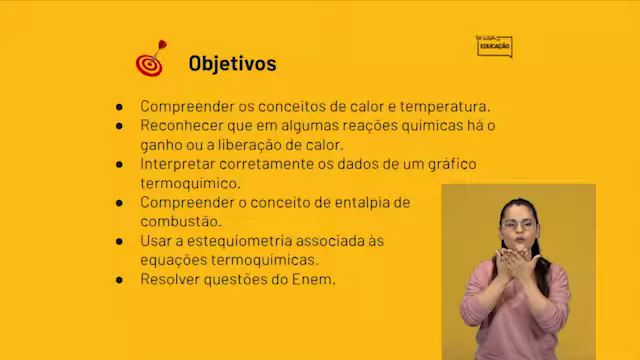 Objetivos
EDUCAÇÃO
● Compreender os conceitos de calor e temperatura.
● Reconhecer que em algumas reações químicas há o
ganho ou a liberação de calor.
● Interpretar corretamente os dados de um gráfico
termoquímico.
● Compreender o conceito de entalpia de
combustão.
● Usar a estequiometria associada às
equações termoquímicas.
● Resolver questões do Enem.